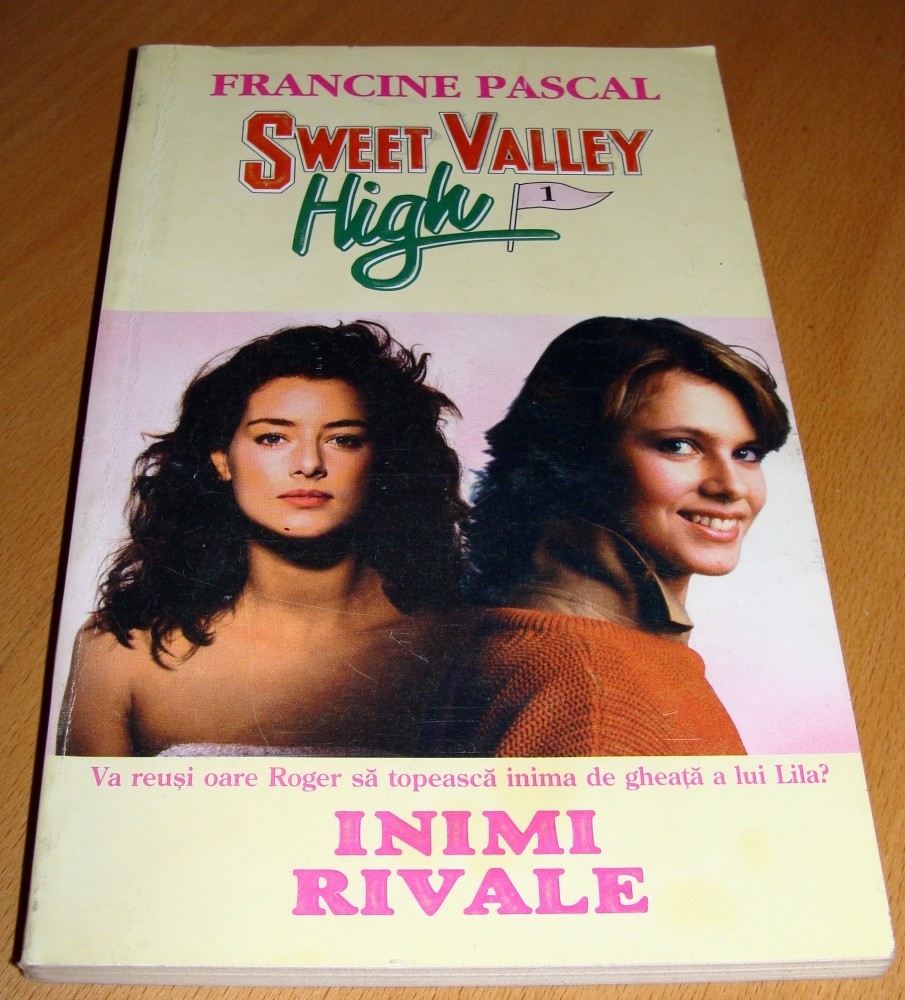 FRANCINE PASCAL
SWEET VALLEY
High 1
Va reuși oare Roger să topească inima de gheață a lui Lila?
INIMI
RIVALE